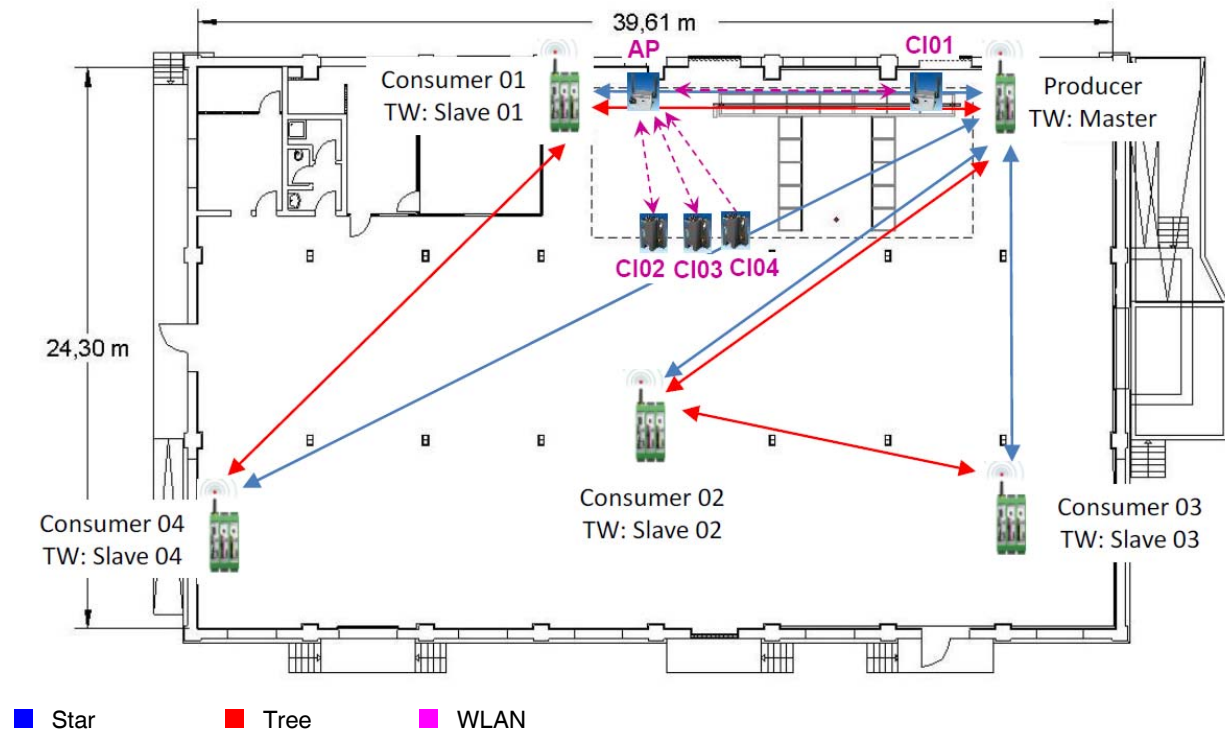 39,61 m
AP
CI01
Consumer 01
TW: Slave 01
Producer
TW: Master
CI02
CI03
CI04
24,30 m
Consumer 02
TW: Slave 02
Consumer 03
TW: Slave 03
Consumer 04
TW: Slave 04
Star
Tree
WLAN